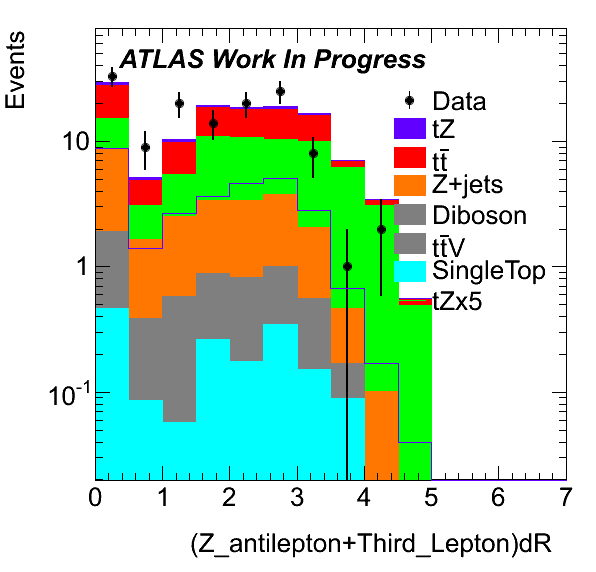 Events
ATLAS Work In Progress
Data
tZ
tt̄
Z+jets
Diboson
tt̄V
SingleTop
tZx5
10
1
10⁻¹
0 1 2 3 4 5 6 7
(Z_antilepton+Third_Lepton)dR